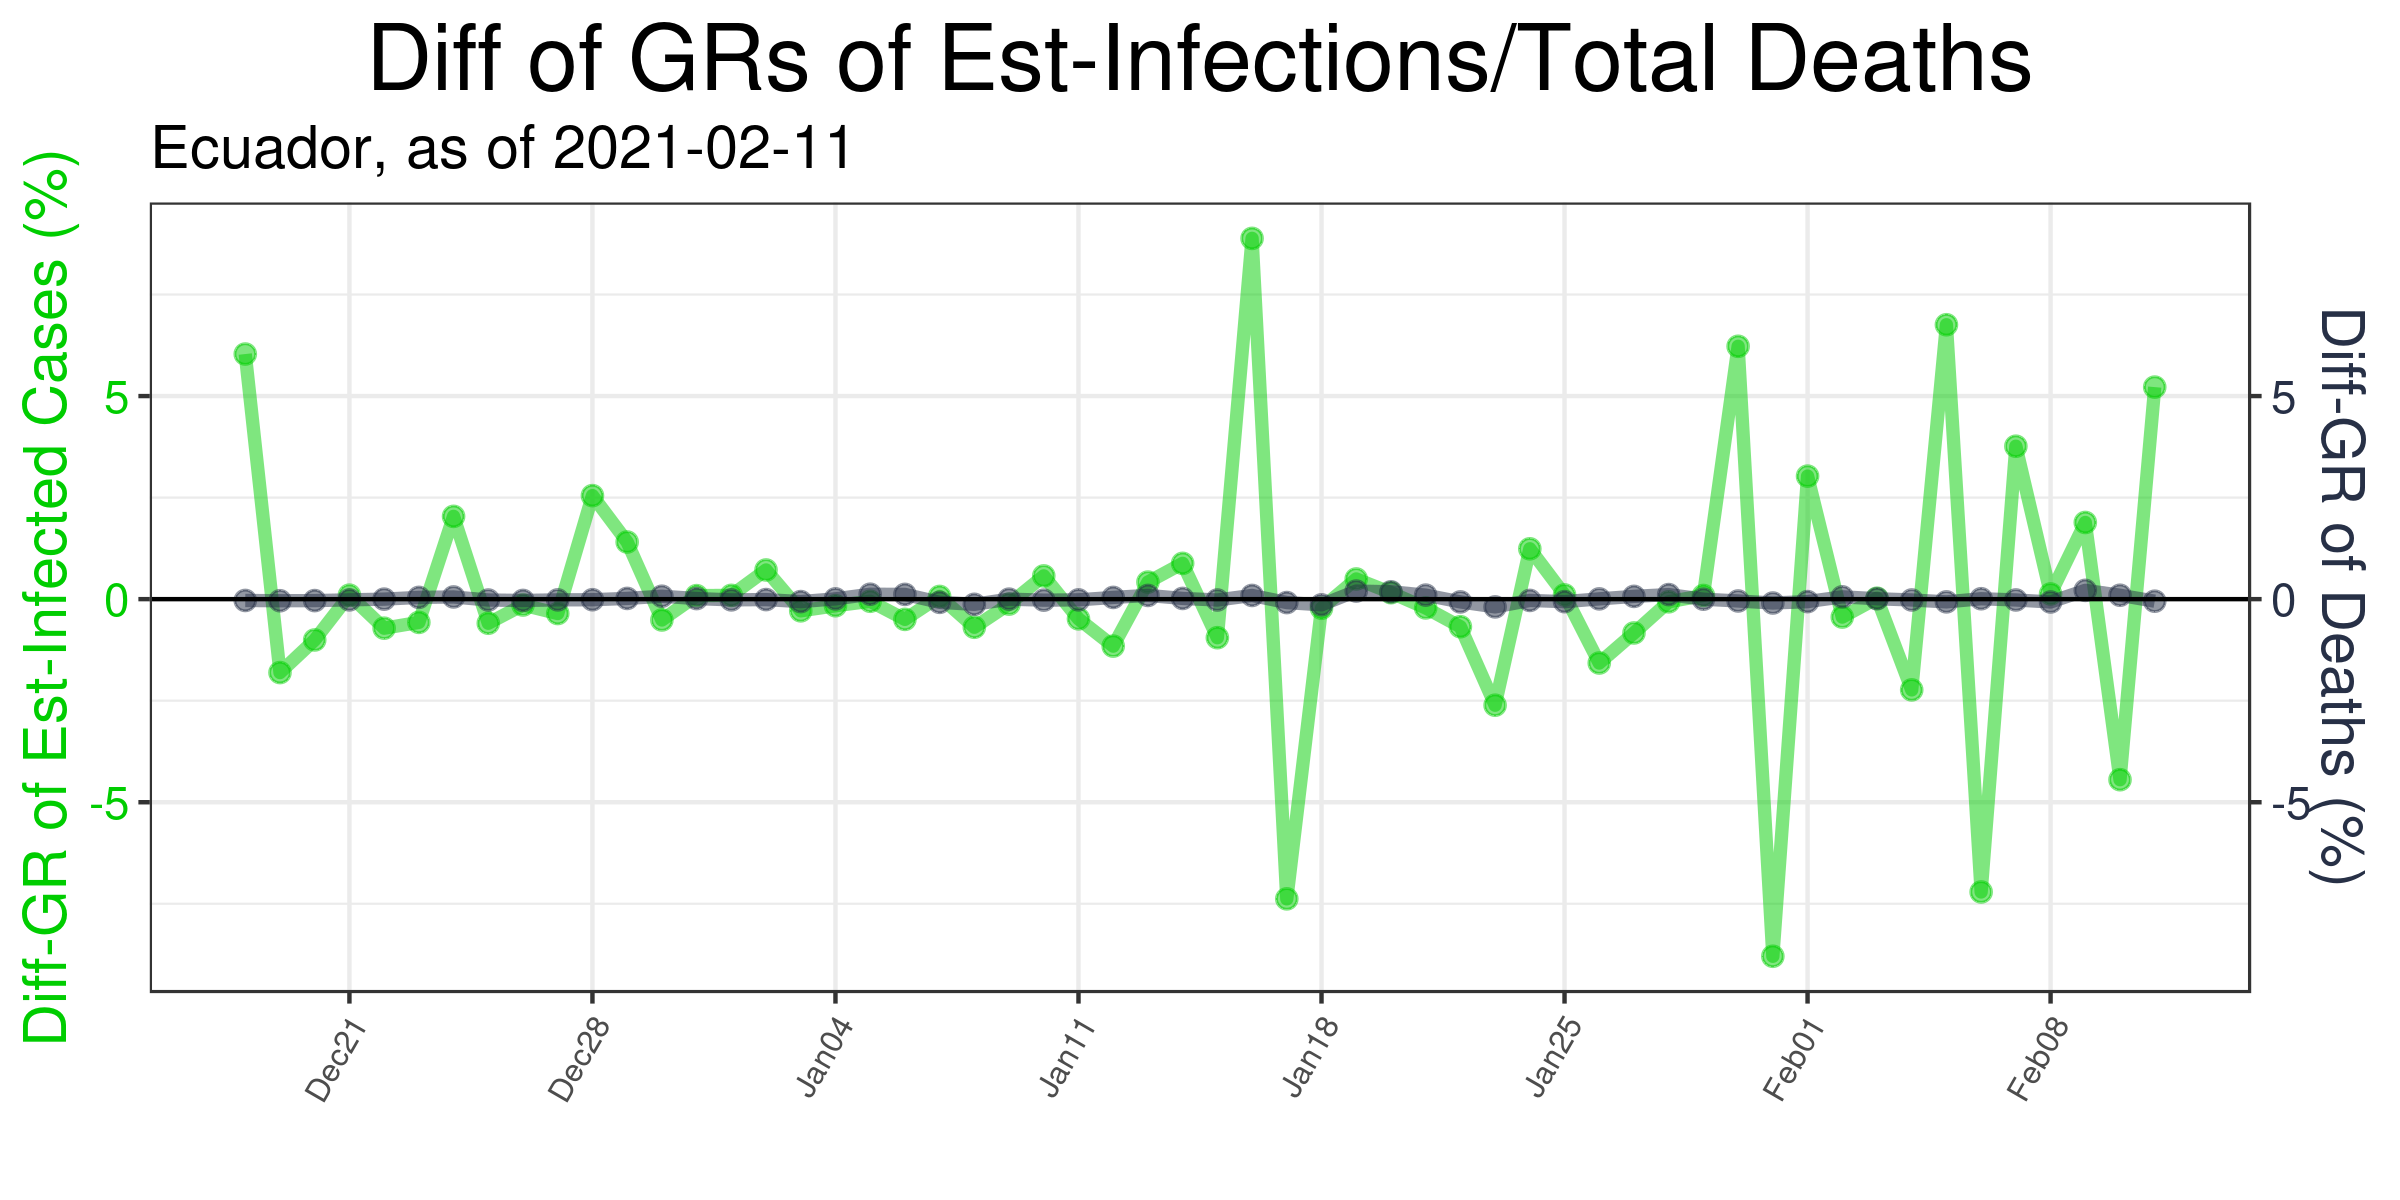 Diff of GRs of Est-Infections/Total Deaths
Ecuador, as of 2021-02-11
Diff-GR of Est-Infected Cases (%)
5
0
-5
5
0
-5
Diff-GR of Deaths (%)
Dec21
Dec28
Jan04
Jan11
Jan18
Jan25
Feb01
Feb08